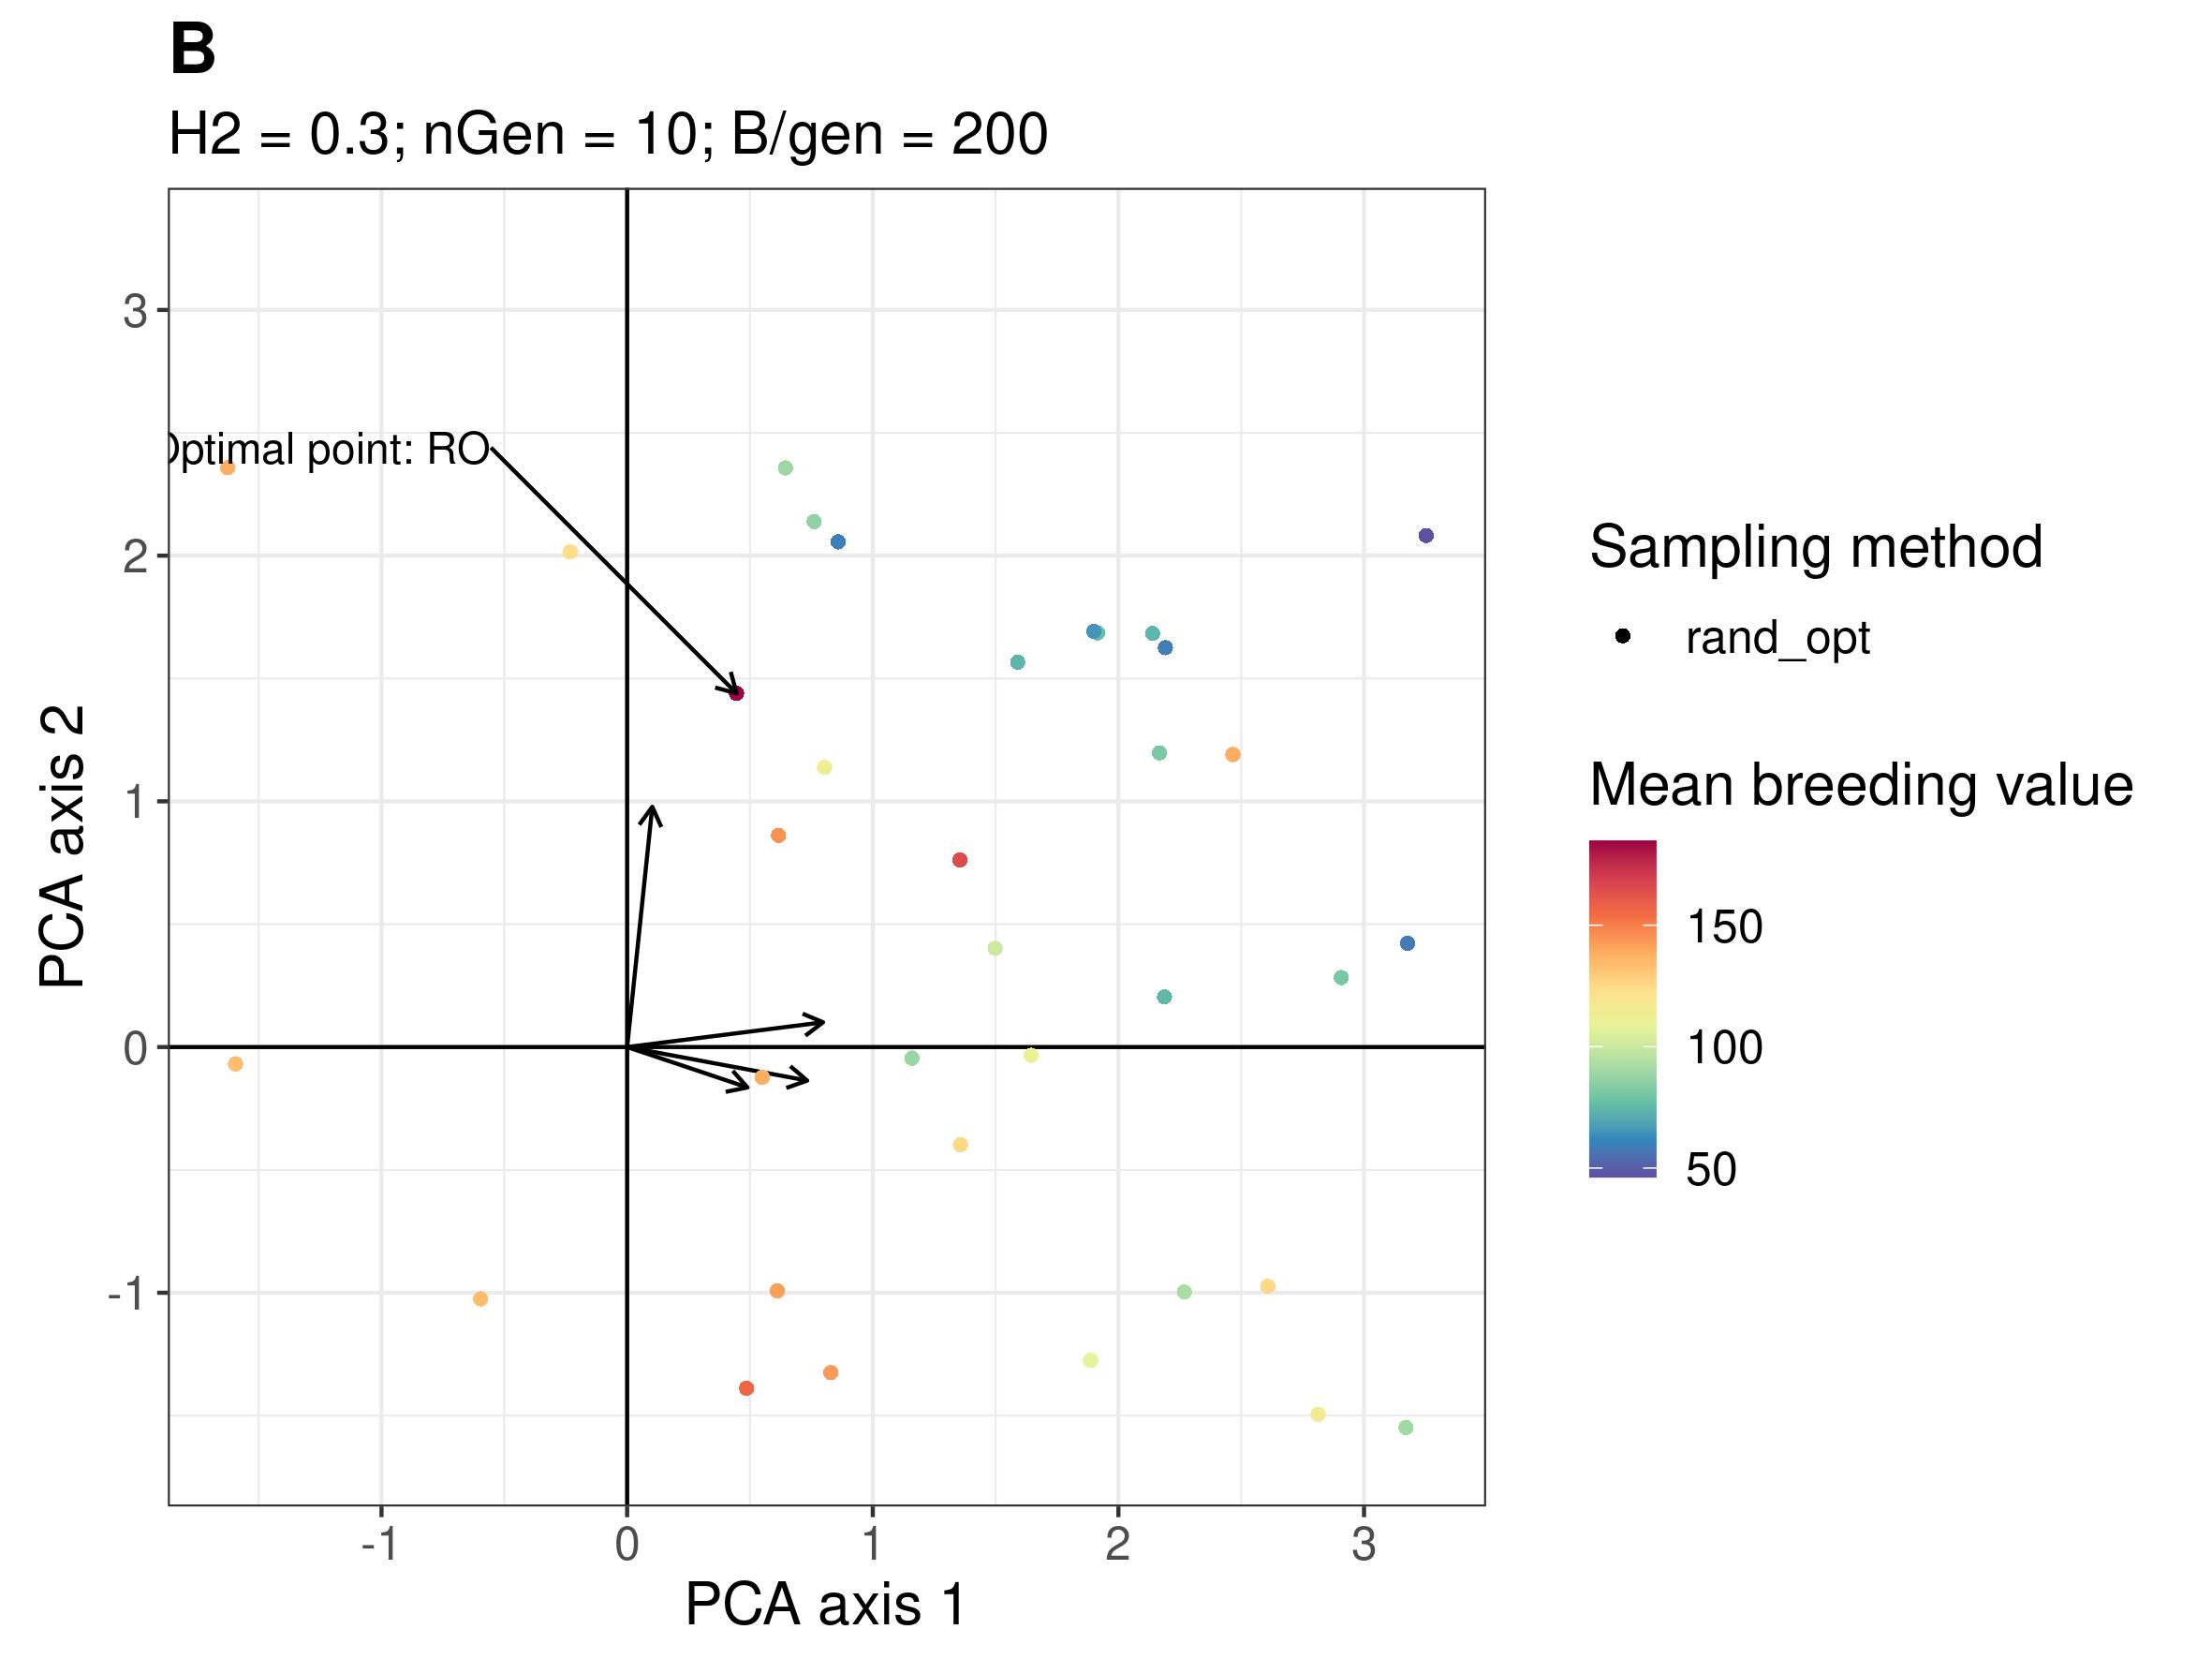 B
H2 = 0.3; nGen = 10; B/gen = 200
3
2
1
0
-1
PCA axis 2
Optimal point: RO
-1
0
1
2
3
PCA axis 1
Sampling method
rand_opt
Mean breeding value
150
100
50